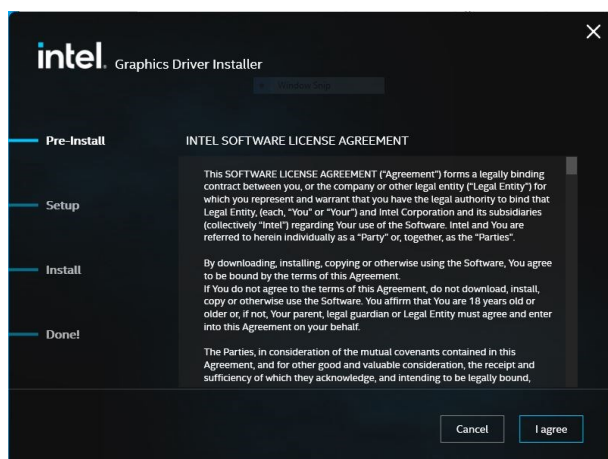 intel. Graphics Driver Installer
Window Snip
Pre-Install
INTEL SOFTWARE LICENSE AGREEMENT
This SOFTWARE LICENSE AGREEMENT (“Agreement”) forms a legally binding
contract between you, or the company or other legal entity (“Legal Entity”) for
which you represent and warrant that you have the legal authority to bind that
Legal Entity, (each, “You” or “Your”) and Intel Corporation and its subsidiaries
(collectively “Intel”) regarding Your use of the Software. Intel and You are
referred to herein individually as a “Party” or, together, as the “Parties”.
By downloading, installing, copying or otherwise using the Software, You agree
to be bound by the terms of this Agreement.
If You do not agree to the terms of this Agreement, do not download, install,
copy or otherwise use the Software. You affirm that You are 18 years old or
older or, if not, Your parent, legal guardian or Legal Entity must agree and enter
into this Agreement on your behalf.
The Parties, in consideration of the mutual covenants contained in this
Agreement, and for other good and valuable consideration, the receipt and
sufficiency of which they acknowledge, and intending to be legally bound,
Setup
Install
Done!
Cancel
I agree